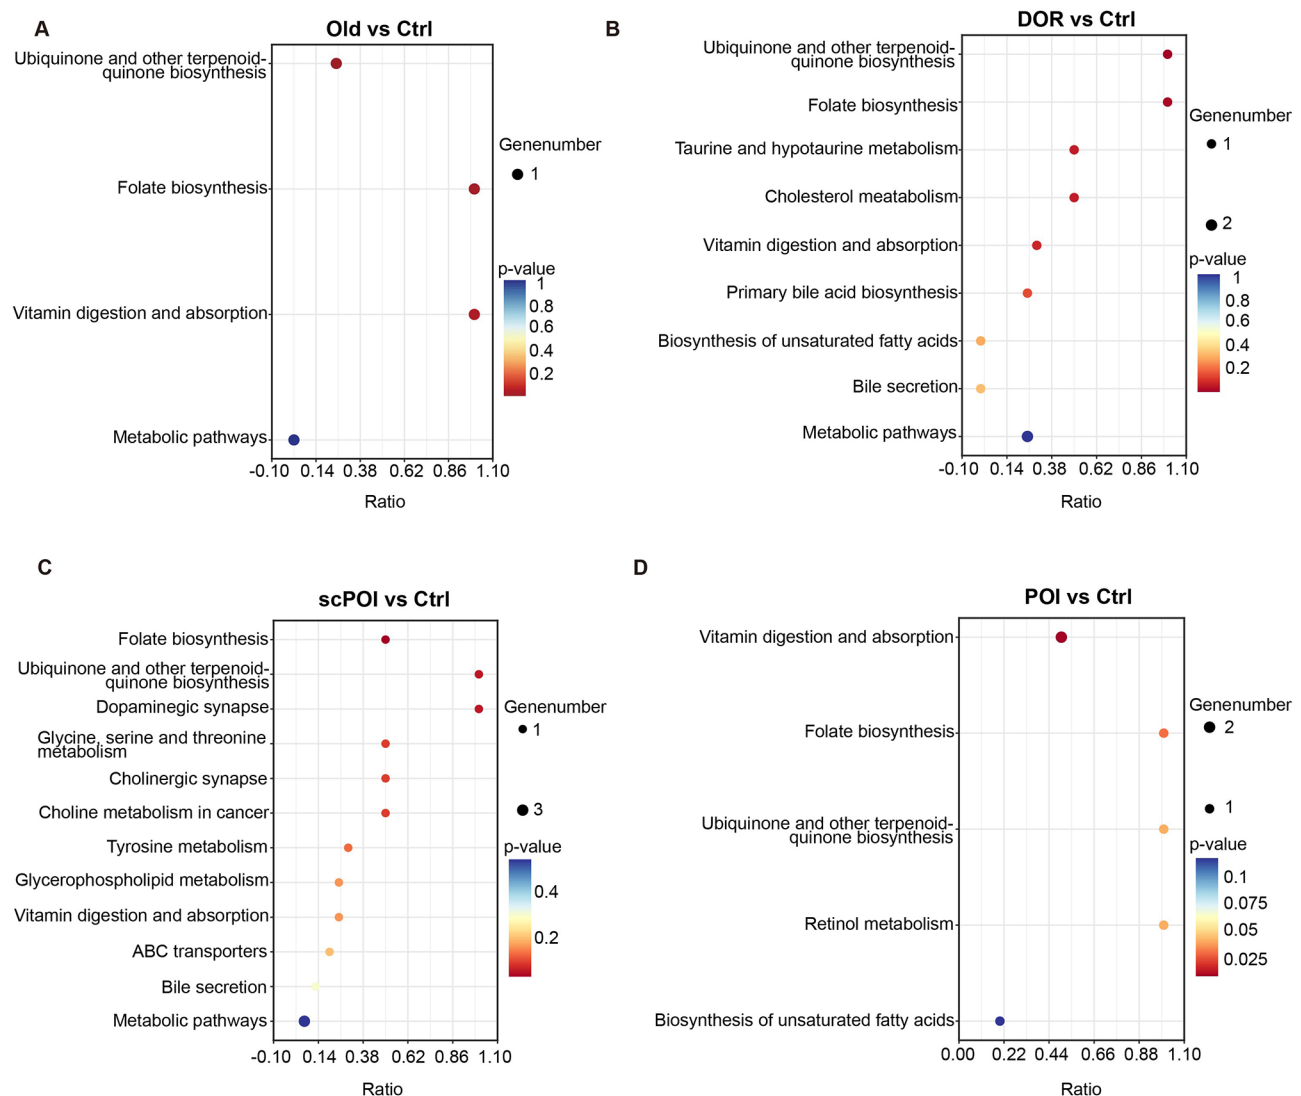 A
Old vs Ctrl
Ubiquinone and other terpenoid-
quinone biosynthesis
Folate biosynthesis
Vitamin digestion and absorption
Metabolic pathways
-0.10 0.14 0.38 0.62 0.86 1.10
Ratio
Genenumber
1
p-value
1
0.8
0.6
0.4
0.2
B
DOR vs Ctrl
Ubiquinone and other terpenoid-
quinone biosynthesis
Folate biosynthesis
Taurine and hypotaurine metabolism
Cholesterol meatabolism
Vitamin digestion and absorption
Primary bile acid biosynthesis
Biosynthesis of unsaturated fatty acids
Bile secretion
Metabolic pathways
-0.10 0.14 0.38 0.62 0.86 1.10
Ratio
Genenumber
1
2
p-value
1
0.8
0.6
0.4
0.2
C
scPOI vs Ctrl
Folate biosynthesis
Ubiquinone and other terpenoid-
quinone biosynthesis
Dopaminegic synapse
Glycine, serine and threonine
metabolism
Cholinergic synapse
Choline metabolism in cancer
Tyrosine metabolism
Glycerophospholipid metabolism
Vitamin digestion and absorption
ABC transporters
Bile secretion
Metabolic pathways
-0.10 0.14 0.38 0.62 0.86 1.10
Ratio
Genenumber
1
3
p-value
0.4
0.2
D
POI vs Ctrl
Vitamin digestion and absorption
Folate biosynthesis
Ubiquinone and other terpenoid-
quinone biosynthesis
Retinol metabolism
Biosynthesis of unsaturated fatty acids
0.00 0.22 0.44 0.66 0.88 1.10
Ratio
Genenumber
2
1
p-value
0.1
0.075
0.05
0.025